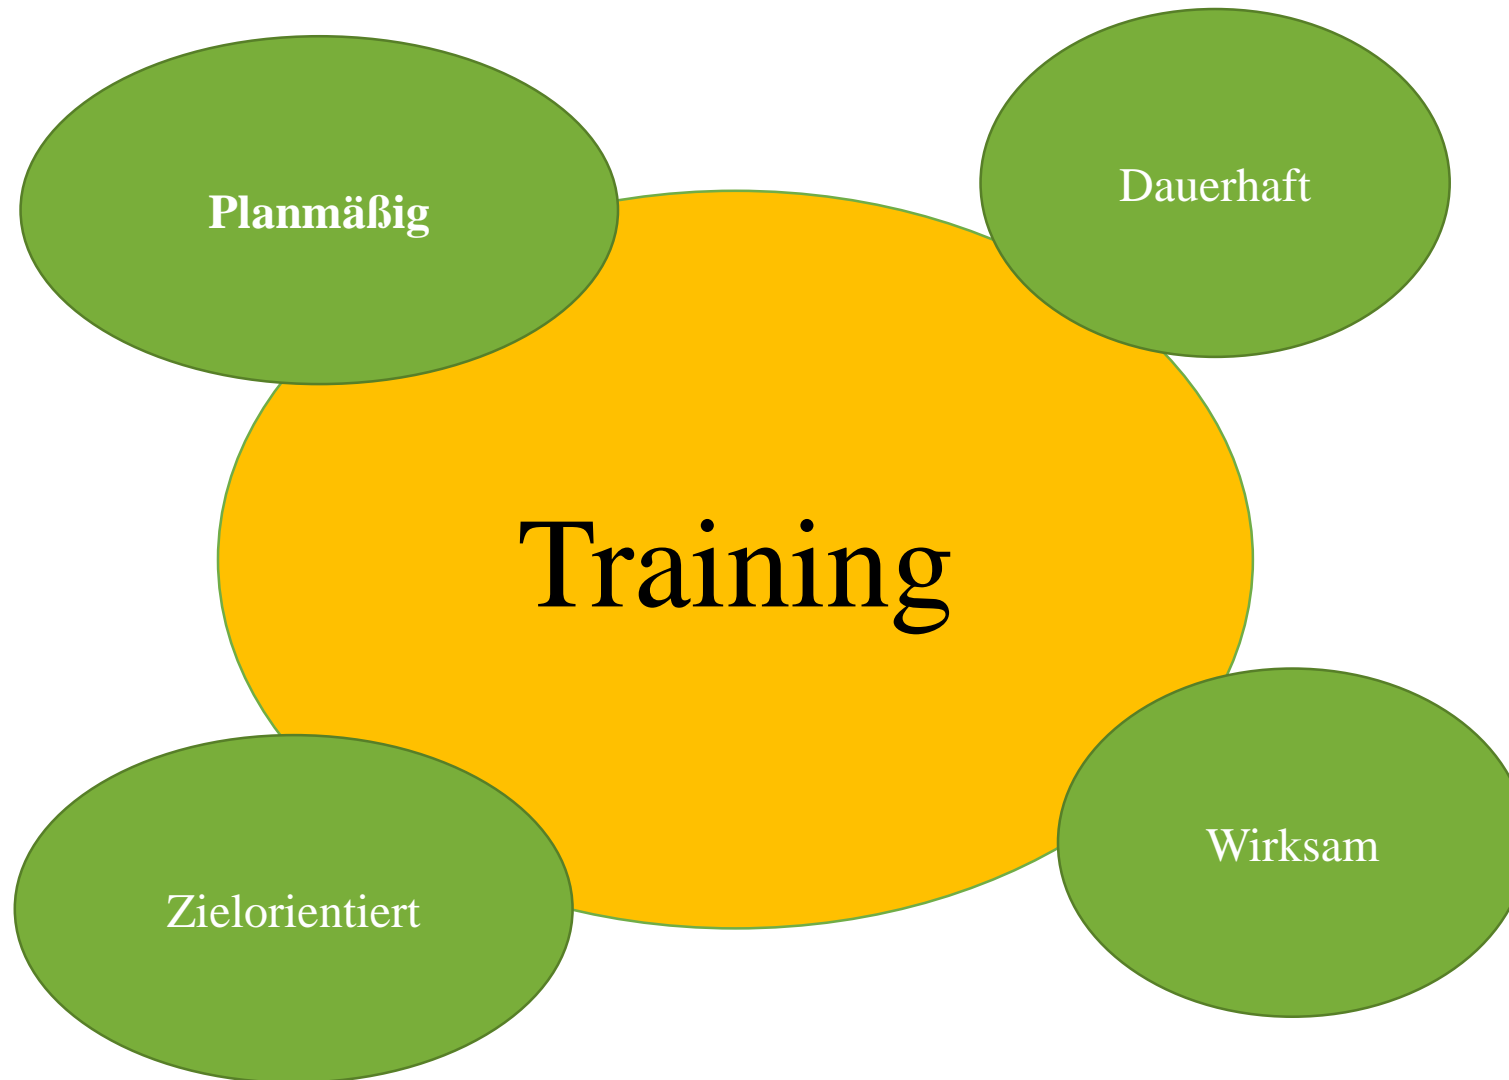 Planmäßig
Dauerhaft
Training
Zielorientiert
Wirksam